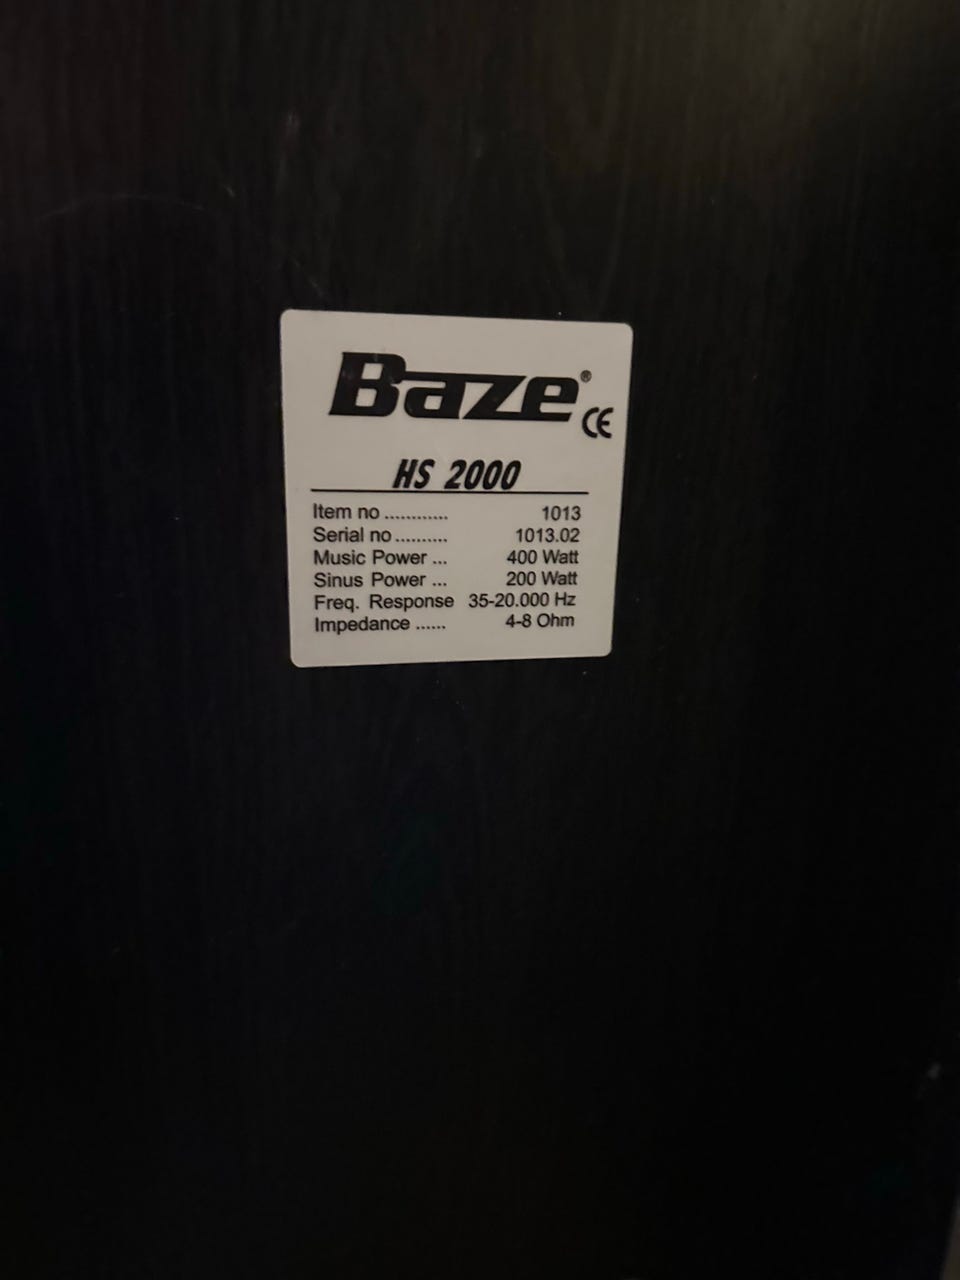 Baze®
CE
HS 2000
Item no ............ 1013
Serial no .......... 1013.02
Music Power ... 400 Watt
Sinus Power ... 200 Watt
Freq. Response 35-20.000 Hz
Impedance ...... 4-8 Ohm